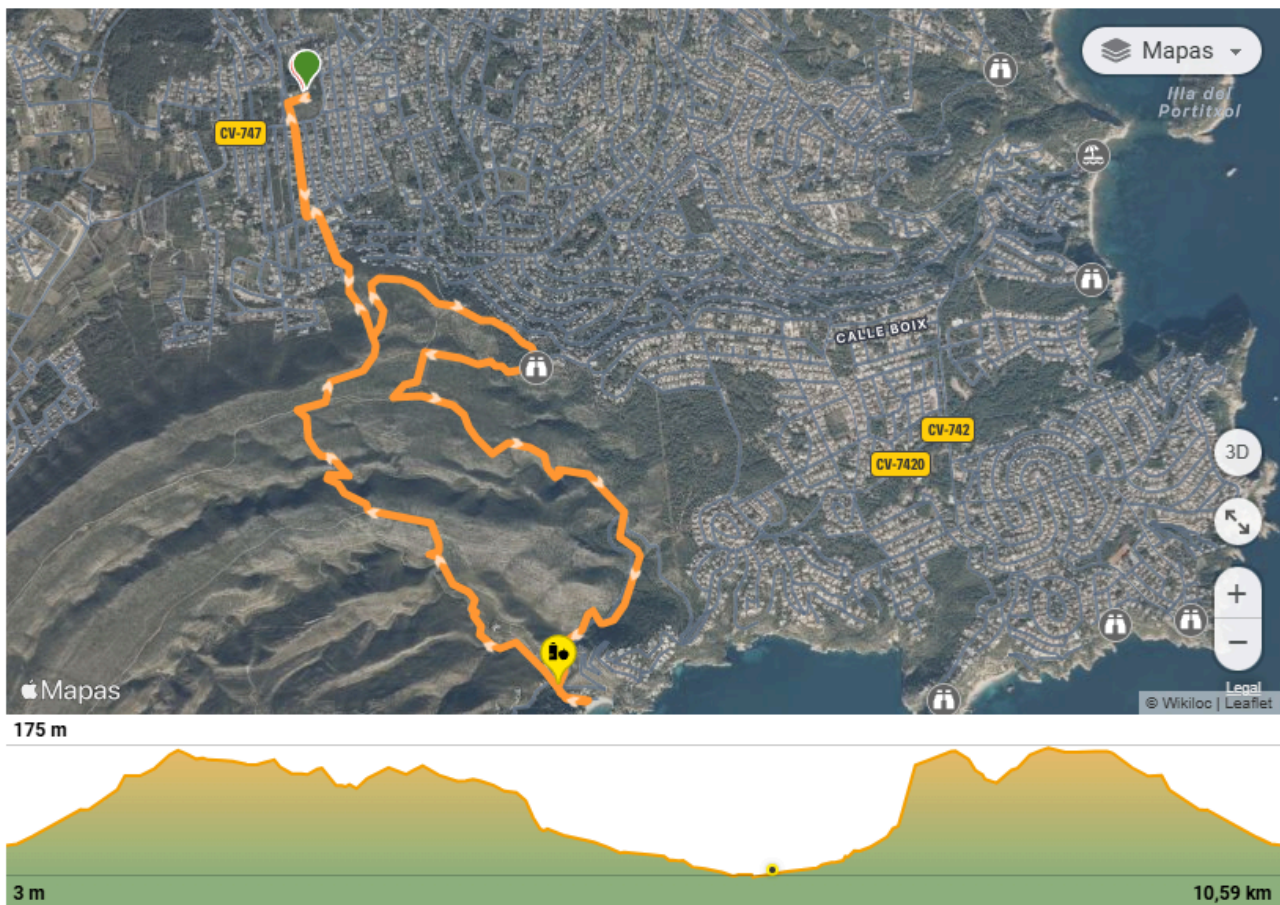 Mapas
Illa del
Portitxol
CV-747
CALLE BOIX
CV-742
CV-7420
3D
+
−
Mapas
Legal
© Wikiloc | Leaflet
175 m
3 m
10,59 km